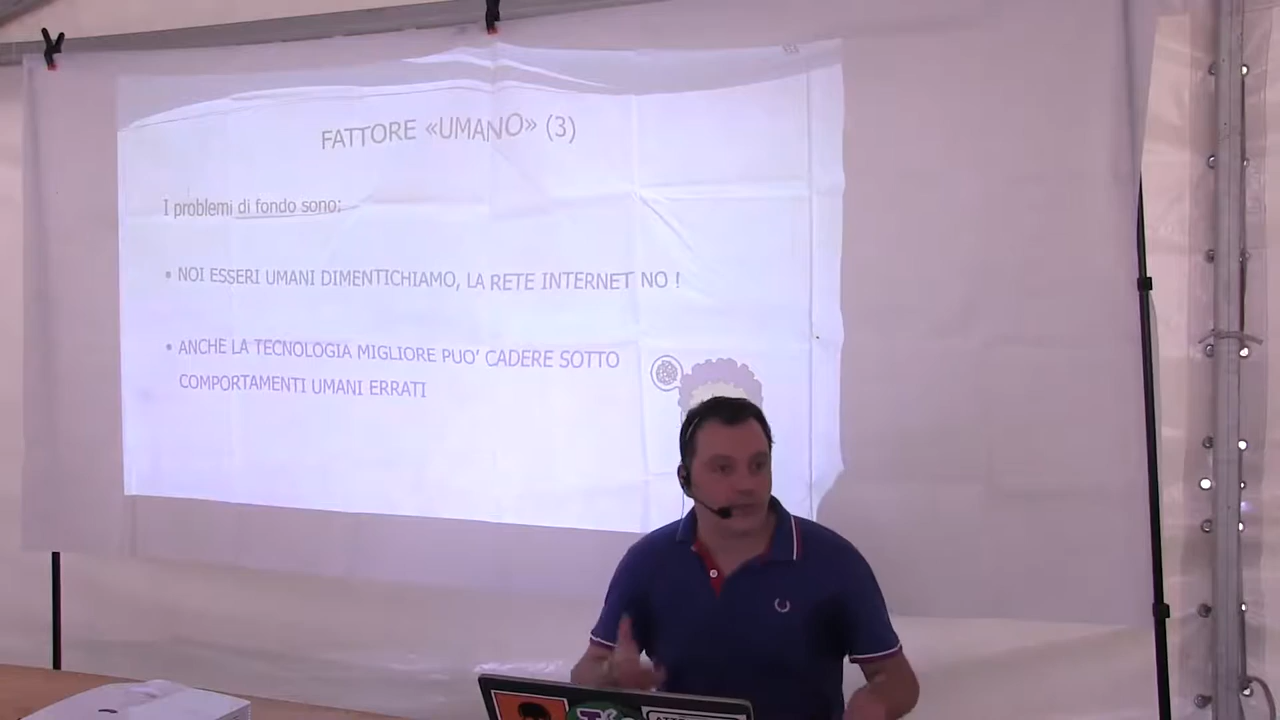 FATTORE «UMANO» (3)
I problemi di fondo sono:
• NOI ESSERI UMANI DIMENTICHIAMO, LA RETE INTERNET NO !
• ANCHE LA TECNOLOGIA MIGLIORE PUO' CADERE SOTTO
COMPORTAMENTI UMANI ERRATI